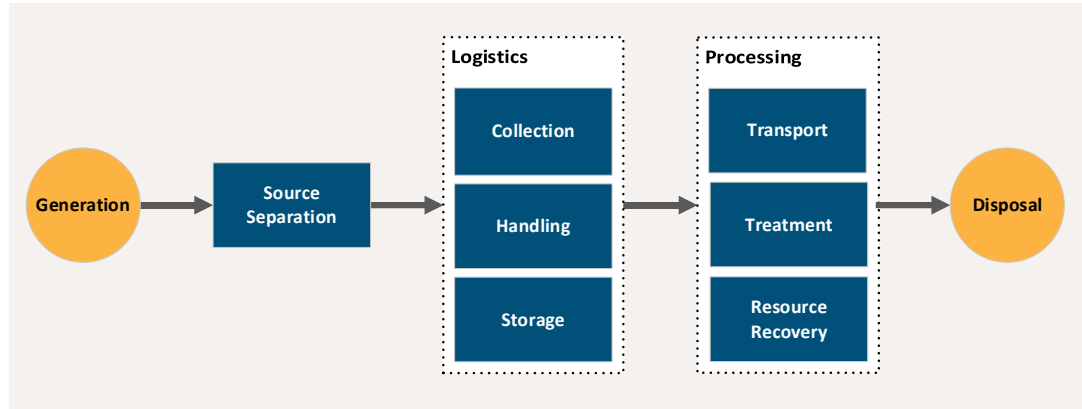 Generation
Source
Separation
Logistics
Collection
Handling
Storage
Processing
Transport
Treatment
Resource
Recovery
Disposal